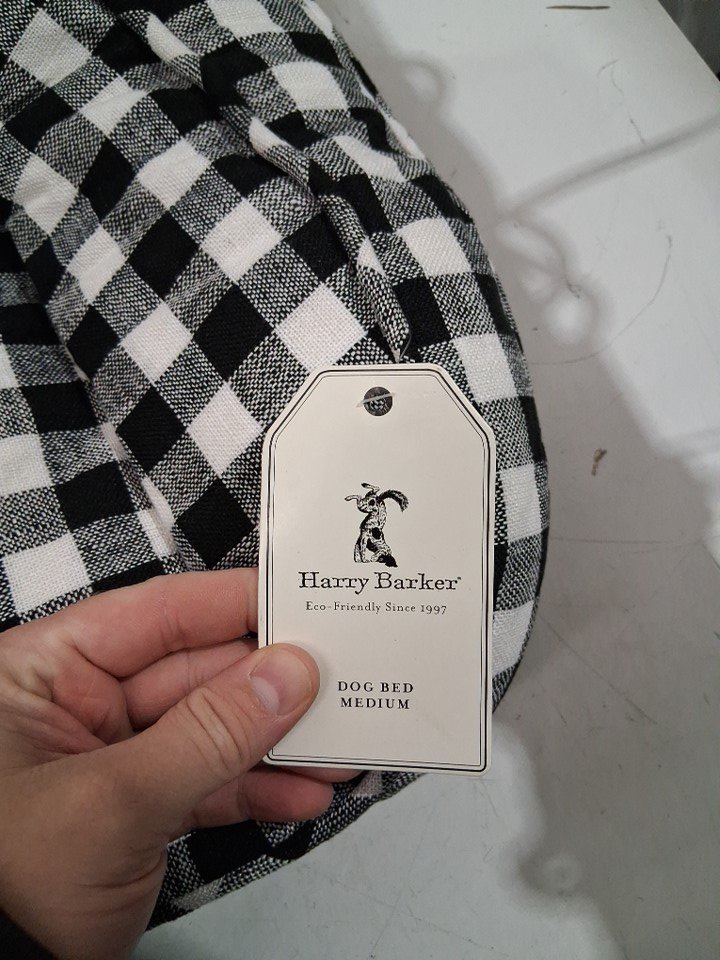 Harry Barker®
Eco-Friendly Since 1997
DOG BED
MEDIUM